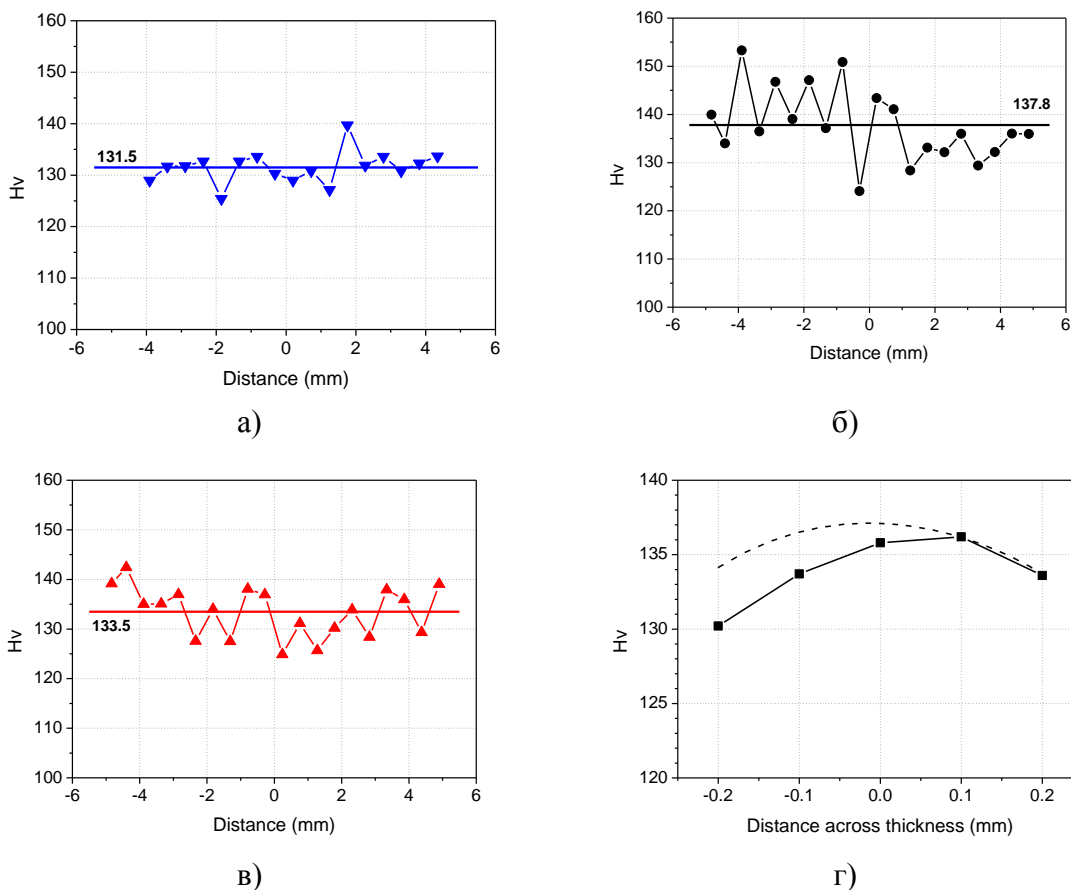 160
150
140
130
120
110
100
Hv
131.5
-6 -4 -2 0 2 4 6
Distance (mm)
а)
160
150
140
130
120
110
100
Hv
137.8
-6 -4 -2 0 2 4 6
Distance (mm)
б)
160
150
140
130
120
110
100
Hv
133.5
-6 -4 -2 0 2 4 6
Distance (mm)
в)
140
135
130
125
120
Hv
-0.2 -0.1 0.0 0.1 0.2
Distance across thickness (mm)
г)